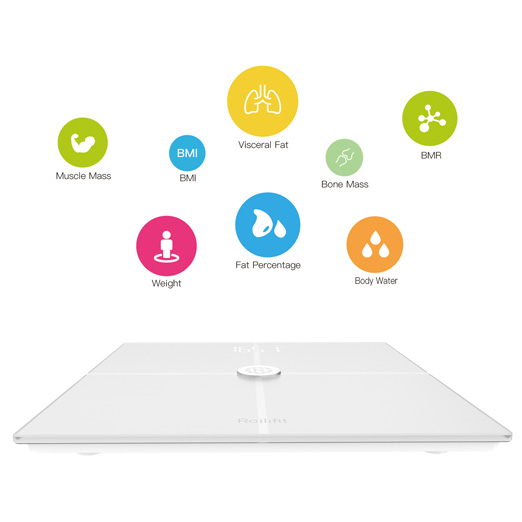 Visceral Fat
BMI
Muscle Mass
BMI
Bone Mass
BMR
Weight
Fat Percentage
Body Water